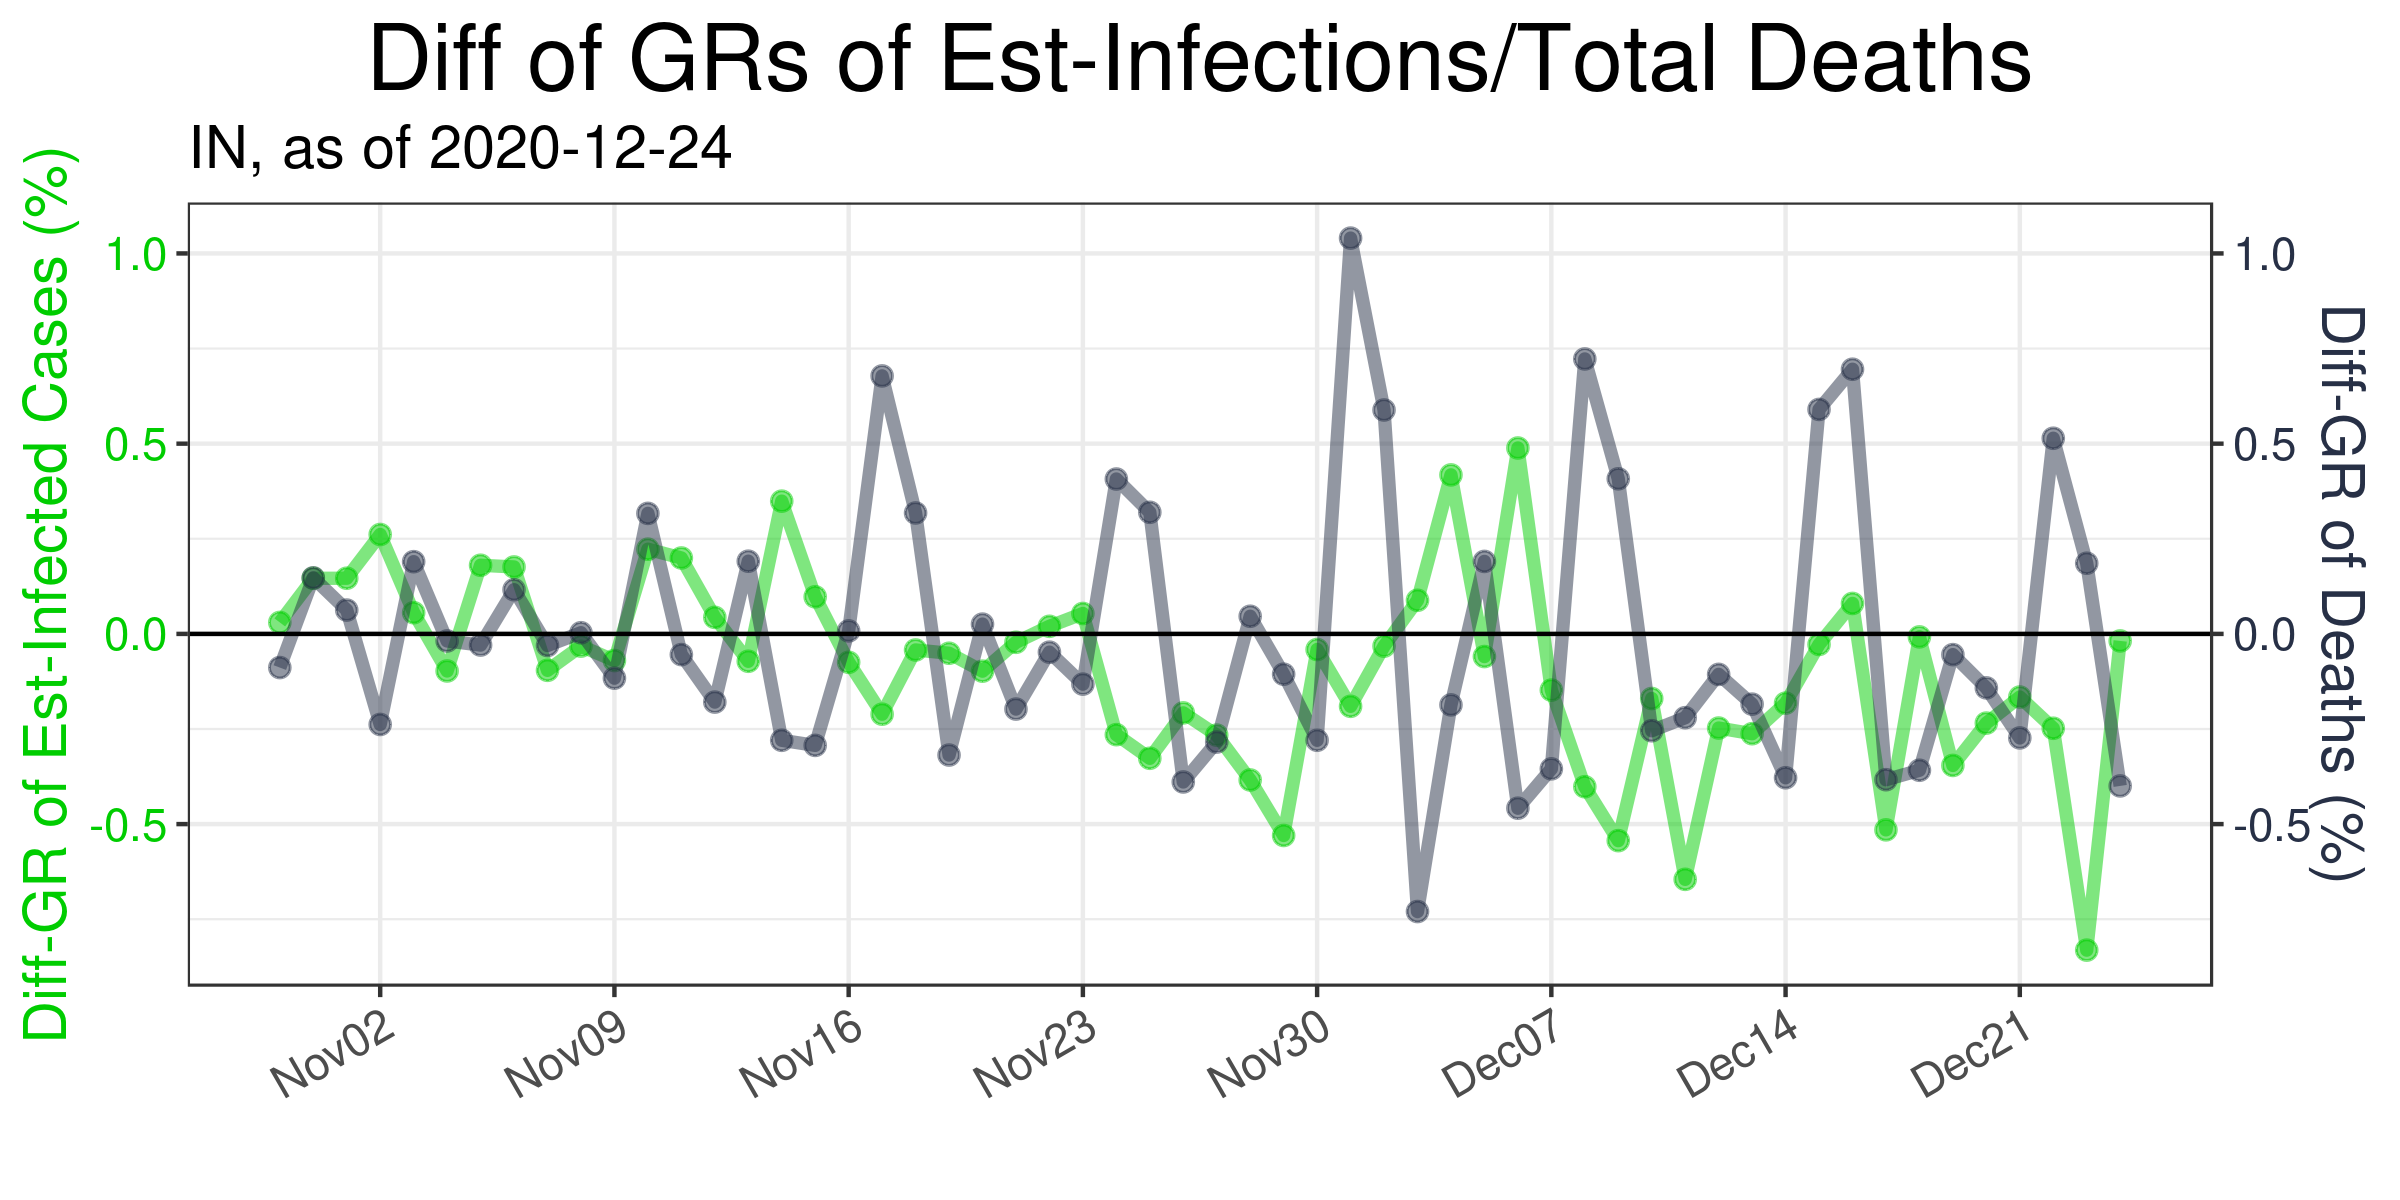 Diff of GRs of Est-Infections/Total Deaths
IN, as of 2020-12-24
Diff-GR of Est-Infected Cases (%)
1.0
0.5
0.0
-0.5
1.0
0.5
0.0
-0.5
Diff-GR of Deaths (%)
Nov02
Nov09
Nov16
Nov23
Nov30
Dec07
Dec14
Dec21